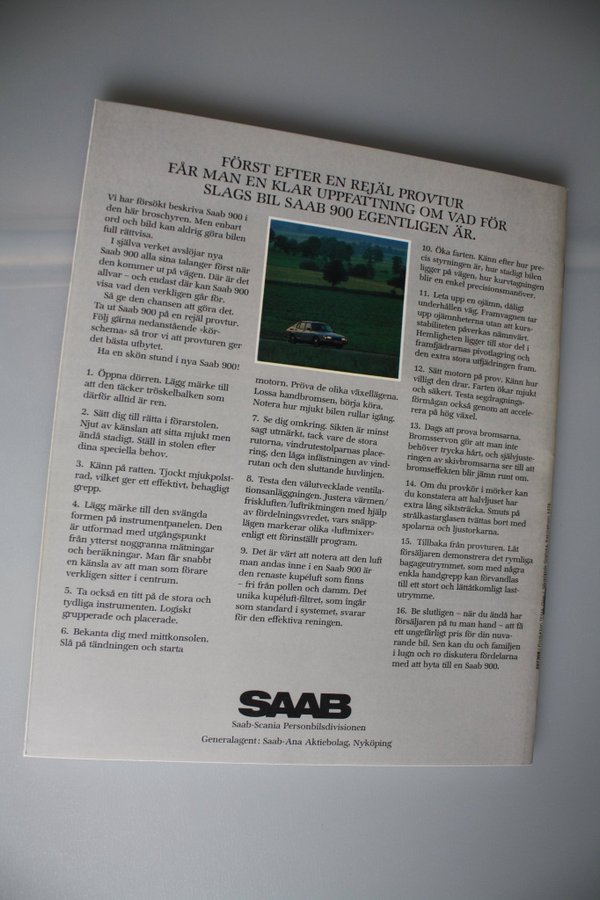 FÖRST EFTER EN REJÄL PROVTUR
FÅR MAN EN KLAR UPPFATTNING OM VAD FÖR
SLAGS BIL SAAB 900 EGENTLIGEN ÄR.
Vi har försökt beskriva Saab 900 i
den här broschyren. Men enbart
ord och bild kan aldrig göra bilen
full rättvisa.
I själva verket avslöjar nya
Saab 900 alla sina talanger först när
den kommer ut på vägen. Där är det
allvar – och endast där kan Saab 900
visa vad den verkligen går för.
Så ge den chansen att göra det.
Ta ut Saab 900 på en rejäl provtur.
Följ gärna nedanstående «kör-
schema» så tror vi att provturen ger
det bästa utbytet.
Ha en skön stund i nya Saab 900!
1. Öppna dörren. Lägg märke till
att den täcker tröskelbalken som
därför alltid är ren.
2. Sätt dig till rätta i förarstolen.
Njut av känslan att sitta mjukt men
ändå stadigt. Ställ in stolen efter
dina speciella behov.
3. Känn på ratten. Tjockt mjukpolst-
rad, vilket ger ett effektivt, behagligt
grepp.
4. Lägg märke till den svängda
formen på instrumentpanelen. Den
är utformad med utgångspunkt
från ytterst noggranna mätningar
och beräkningar. Man får snabbt
en känsla av att man som förare
verkligen sitter i centrum.
5. Ta också en titt på de stora och
tydliga instrumenten. Logiskt
grupperade och placerade.
6. Bekanta dig med mittkonsolen.
Slå på tändningen och starta
motorn. Pröva de olika växellägena.
Lossa handbromsen, börja köra.
Notera hur mjukt bilen rullar igång.
7. Se dig omkring. Sikten är minst
sagt utmärkt, tack vare de stora
rutorna, vindrutestolparnas place-
ring, den låga infästningen av vind-
rutan och den sluttande huvlinjen.
8. Testa den välutvecklade ventila-
tionsanläggningen. Justera värmen/
friskluften/luftriktningen med hjälp
av fördelningsvredet, vars snäpp-
lägen markerar olika «luftmixer»
enligt ett förinställt program.
9. Det är värt att notera att den luft
man andas inne i en Saab 900 är
den renaste kupéluft som finns
– fri från pollen och damm. Det
unika kupéluft-filtret, som ingår
som standard i systemet, svarar
för den effektiva reningen.
10. Öka farten. Känn efter hur pre-
cis styrningen är, hur stadigt bilen
ligger på vägen, hur kurvtagningen
blir en enkel precisionsmanöver.
11. Leta upp en ojämn, dåligt
underhållen väg. Framvagnen tar
upp ojämnheterna utan att kurs-
stabiliteten påverkas nämnvärt.
Hemligheten ligger till stor del i
framfjädrarnas pivotlagring och
den extra stora utfjädringen fram.
12. Sätt motorn på prov. Känn hur
villigt den drar. Farten ökar mjukt
och säkert. Testa segdragnings-
förmågan också genom att accele-
rera på hög växel.
13. Dags att prova bromsarna.
Bromsservon gör att man inte
behöver trycka hårt, och självjuste-
ringen av skivbromsarna ser till att
bromseffekten blir jämn runt om.
14. Om du provkör i mörker kan
du konstatera att halvljuset har
extra lång sikträcka. Smuts på
strålkastarglasen tvättas bort med
spolarna och ljustorkarna.
15. Tillbaka från provturen. Låt
försäljaren demonstrera det rymliga
bagageutrymmet, som med några
enkla handgrepp kan förvandlas
till ett stort och lättåtkomligt last-
utrymme.
16. Be slutligen – när du ändå har
försäljaren på tu man hand – att få
ett ungefärligt pris för din nuva-
rande bil. Sen kan du och familjen
i lugn och ro diskutera fördelarna
med att byta till en Saab 900.
SAAB
Saab-Scania Personbilsdivisionen
Generalagent: Saab-Ana Aktiebolag, Nyköping